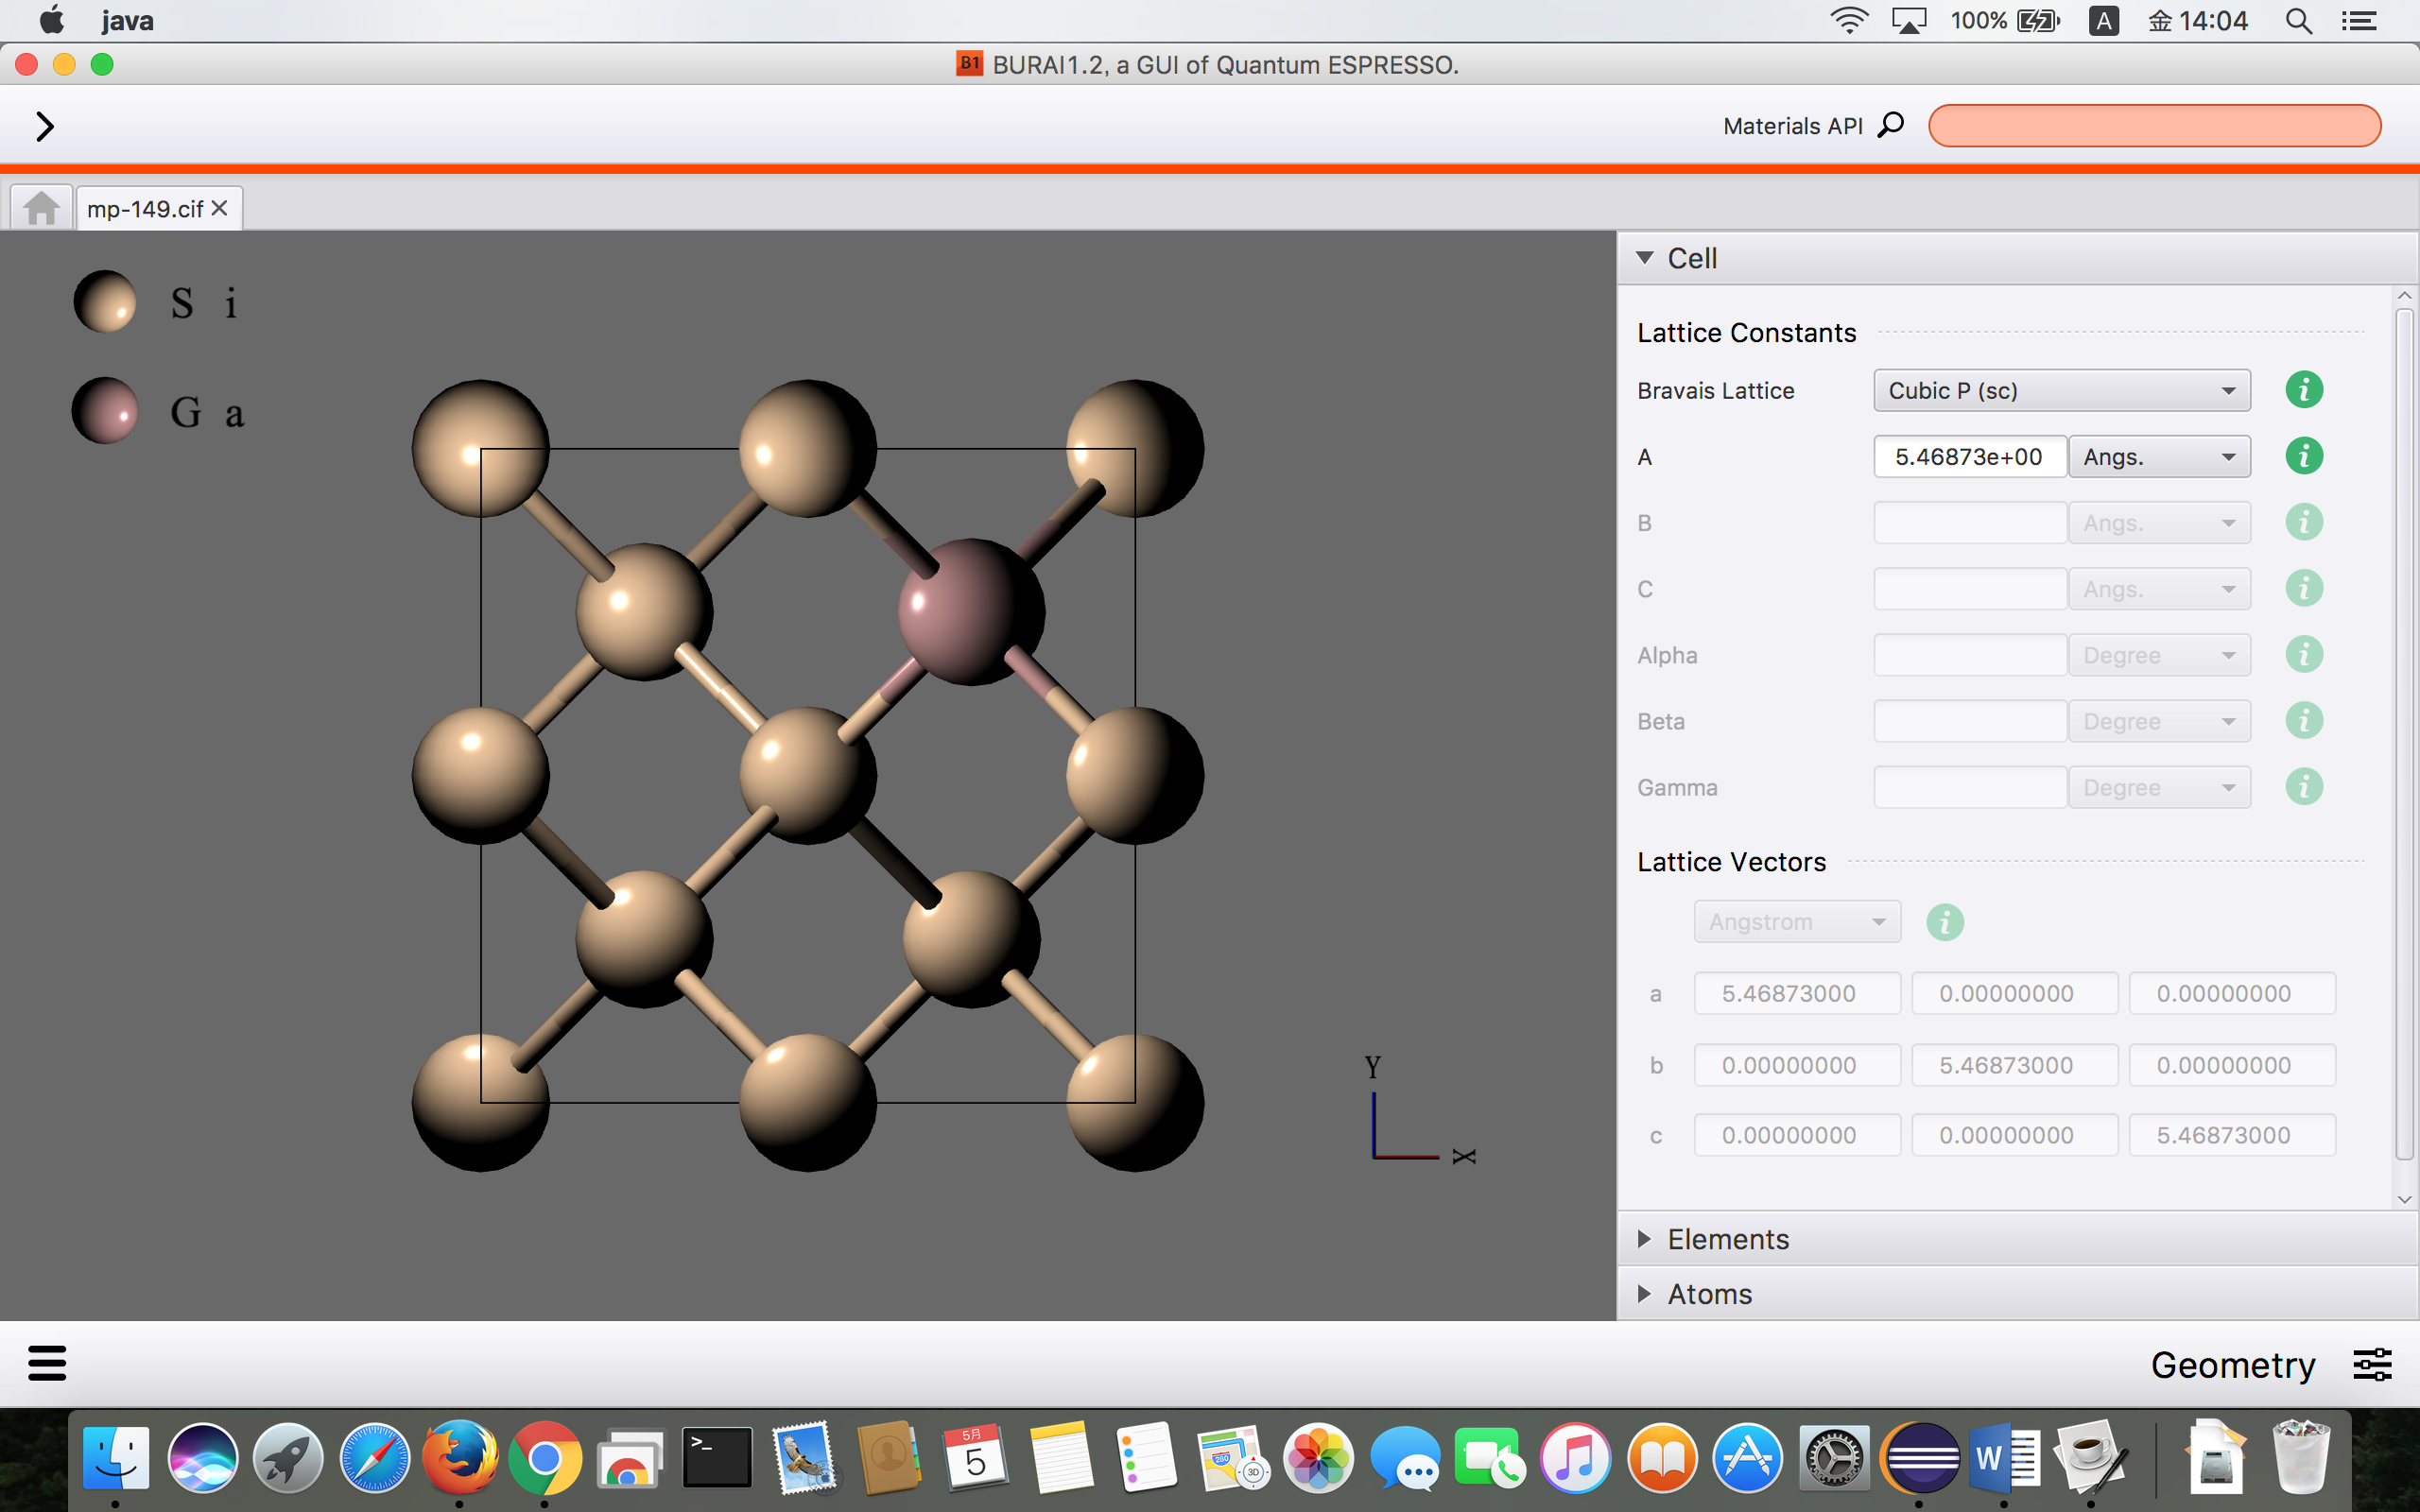 java
100%
A
金 14:04
B1 BURAI1.2, a GUI of Quantum ESPRESSO.
Materials API
mp-149.cif
S i
G a
Y
X
Cell
Lattice Constants
Bravais Lattice Cubic P (sc) i
A 5.46873e+00 Angs. i
B Angs. i
C Angs. i
Alpha Degree i
Beta Degree i
Gamma Degree i
Lattice Vectors
Angstrom i
a 5.46873000 0.00000000 0.00000000
b 0.00000000 5.46873000 0.00000000
c 0.00000000 0.00000000 5.46873000
Elements
Atoms
Geometry
>_
5月
5
280
3D
W